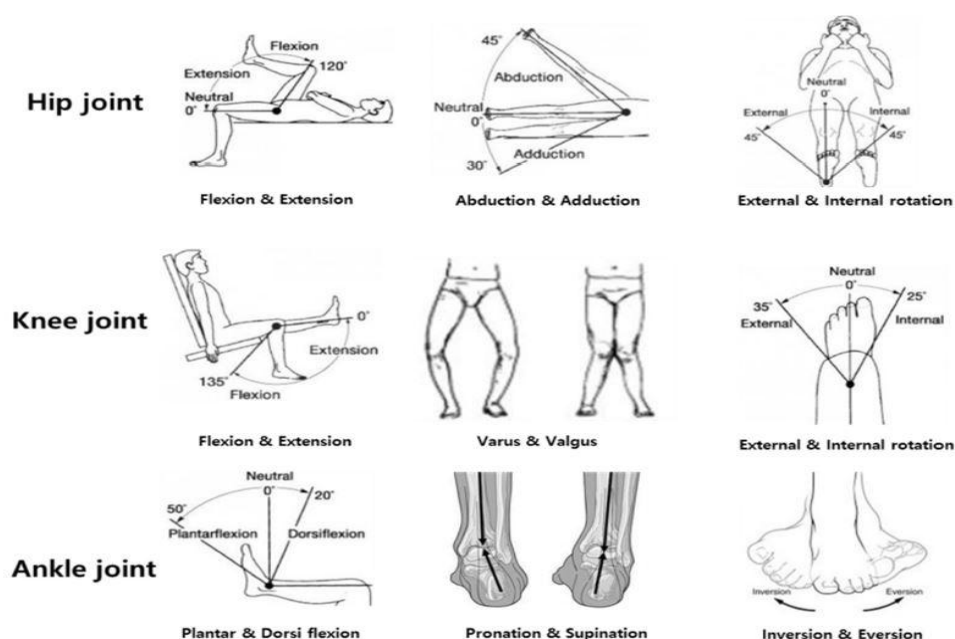 Hip joint
Flexion
120°
Extension
Neutral
0°
Flexion & Extension
45°
Abduction
Neutral
0°
Adduction
30°
Abduction & Adduction
Neutral
0°
External
Internal
45°
45°
External & Internal rotation
Knee joint
0°
Extension
135°
Flexion
Flexion & Extension
Varus & Valgus
Neutral
0°
35°
25°
External
Internal
External & Internal rotation
Ankle joint
Neutral
0°
20°
50°
Plantarflexion
Dorsiflexion
Plantar & Dorsi flexion
Pronation & Supination
Inversion
Eversion
Inversion & Eversion